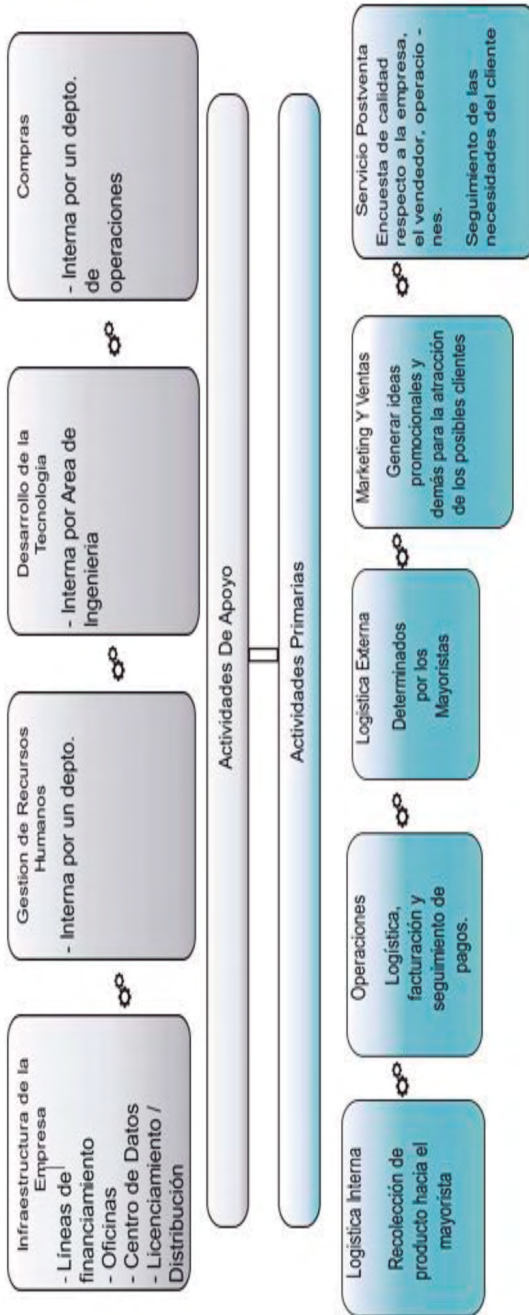 Infraestructura de la
Empresa
- Líneas de
financiamiento
- Oficinas
- Centro de Datos
- Licenciamiento /
Distribución
Gestion de Recursos
Humanos
- Interna por un depto.
Desarrollo de la
Tecnología
- Interna por Area de
Ingenieria
Compras
- Interna por un depto.
de
operaciones
Actividades De Apoyo
Actividades Primarias
Logistica Interna
Recolección de
producto hacia el
mayorista
Operaciones
Logística,
facturación y
seguimiento de
pagos.
Logística Externa
Determinados
por los
Mayoristas
Marketing Y Ventas
Generar ideas
promocionales y
demás para la atracción
de los posibles clientes
Servicio Postventa
Encuesta de calidad
respecto a la empresa,
el vendedor, operacio -
nes.
Seguimiento de las
necesidades del cliente